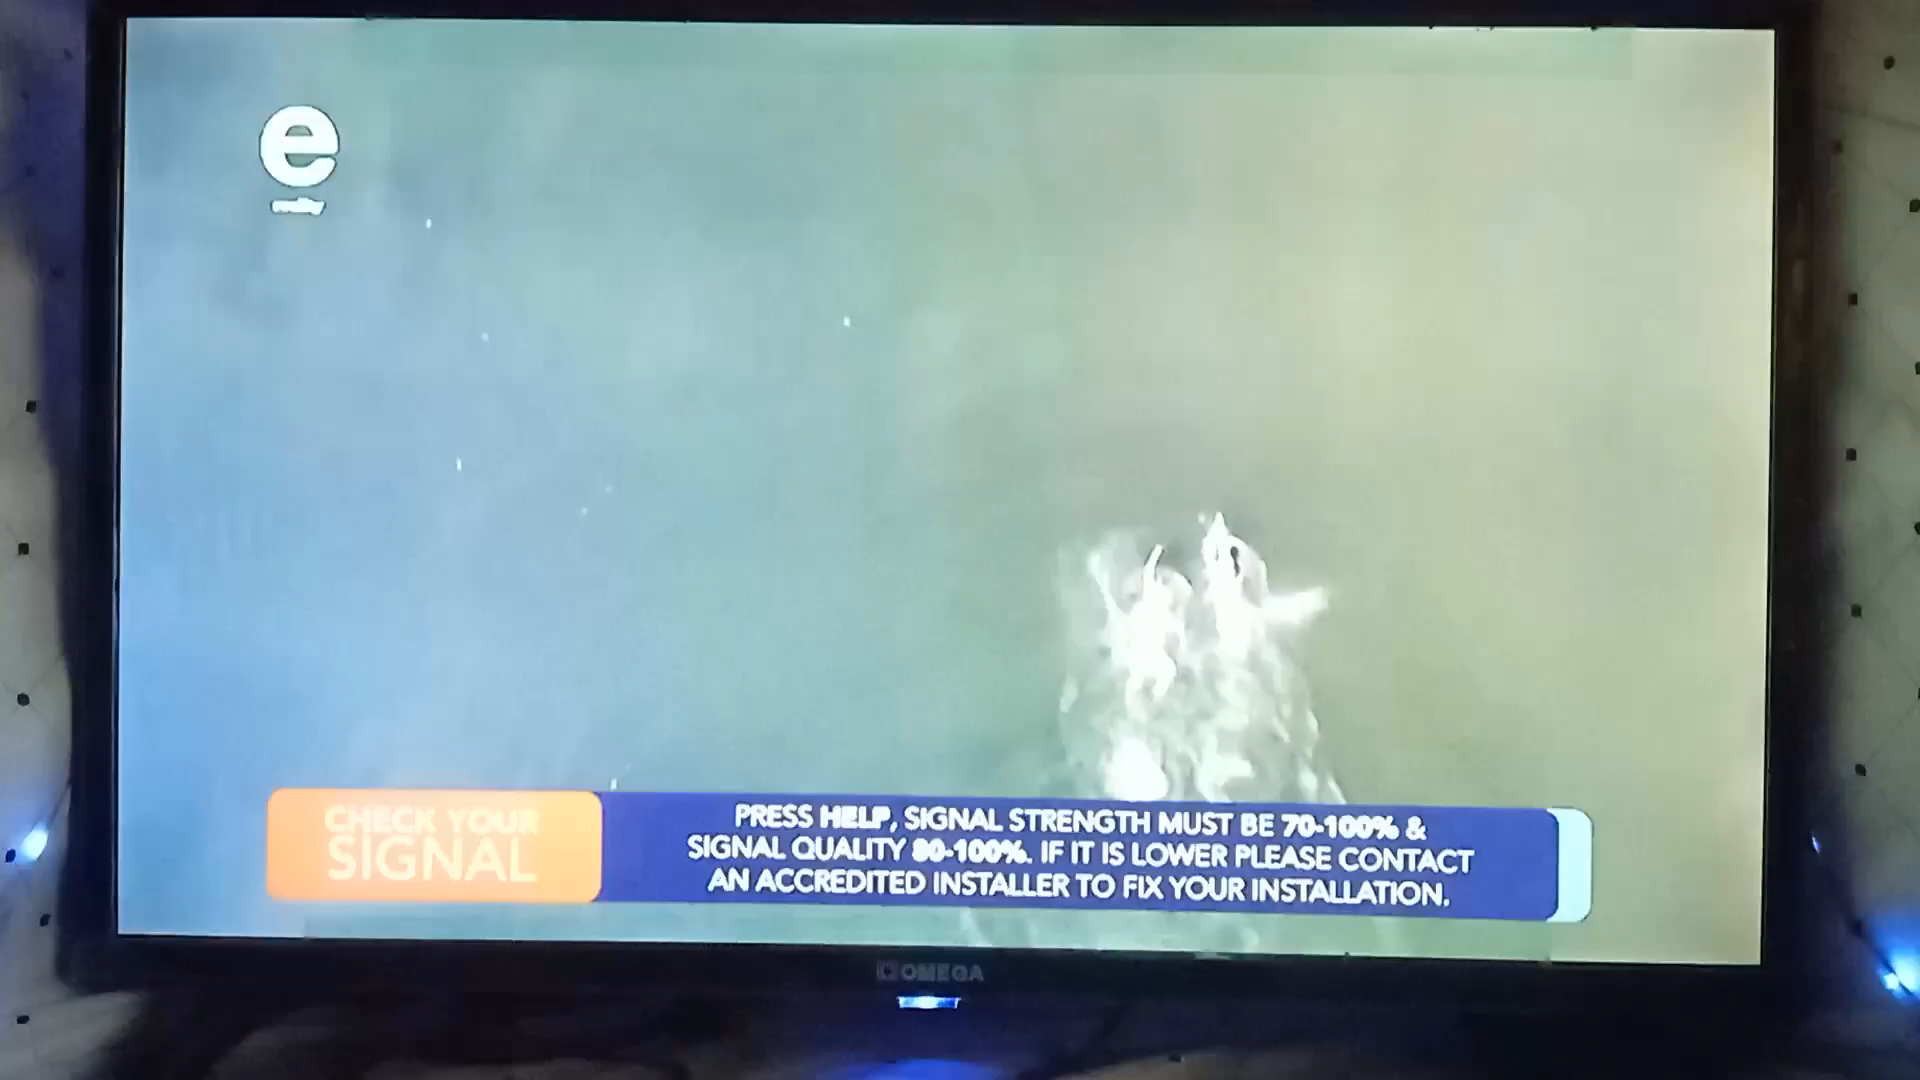 e
CHECK YOUR
SIGNAL
PRESS HELP, SIGNAL STRENGTH MUST BE 70-100% &
SIGNAL QUALITY 80-100%. IF IT IS LOWER PLEASE CONTACT
AN ACCREDITED INSTALLER TO FIX YOUR INSTALLATION.
OMEGA